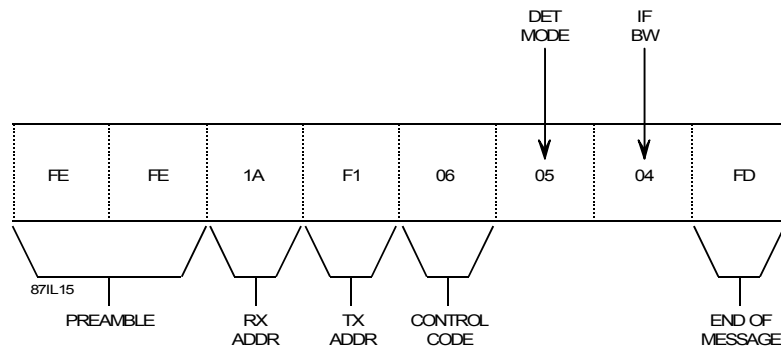 DET
MODE
IF
BW
FE FE 1A F1 06 05 04 FD
87IL15
PREAMBLE
RX
ADDR
TX
ADDR
CONTROL
CODE
END OF
MESSAGE